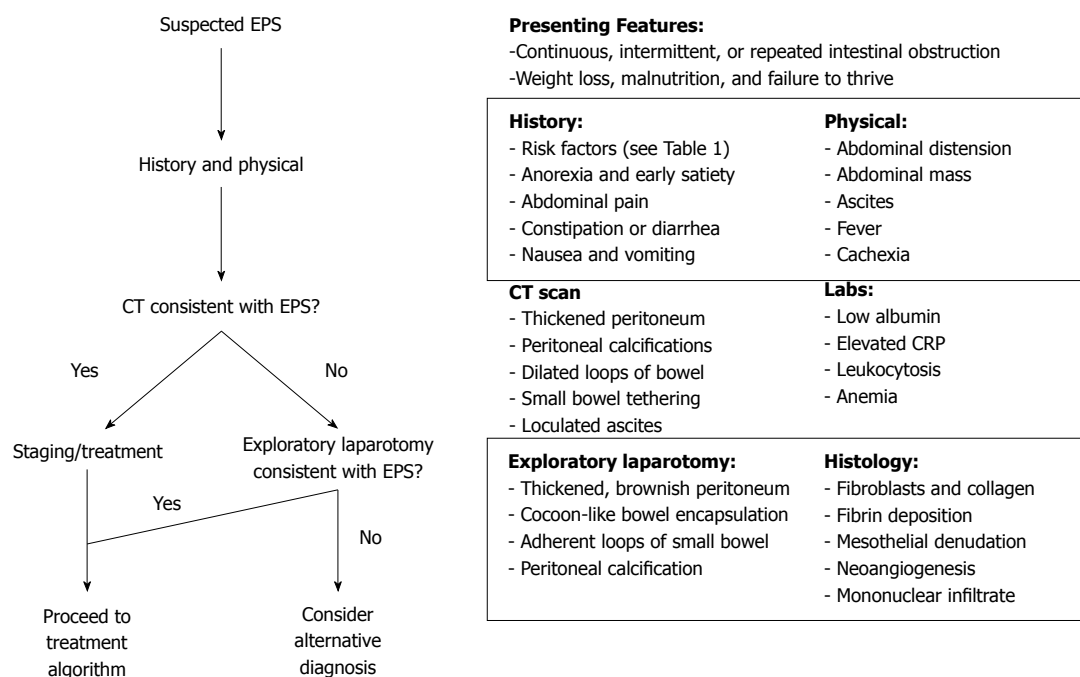 Suspected EPS
History and physical
CT consistent with EPS?
Yes
No
Staging/treatment
Exploratory laparotomy
consistent with EPS?
Yes
No
Proceed to
treatment
algorithm
Consider
alternative
diagnosis
Presenting Features:
-Continuous, intermittent, or repeated intestinal obstruction
-Weight loss, malnutrition, and failure to thrive
History:
- Risk factors (see Table 1)
- Anorexia and early satiety
- Abdominal pain
- Constipation or diarrhea
- Nausea and vomiting
Physical:
- Abdominal distension
- Abdominal mass
- Ascites
- Fever
- Cachexia
CT scan
- Thickened peritoneum
- Peritoneal calcifications
- Dilated loops of bowel
- Small bowel tethering
- Loculated ascites
Labs:
- Low albumin
- Elevated CRP
- Leukocytosis
- Anemia
Exploratory laparotomy:
- Thickened, brownish peritoneum
- Cocoon-like bowel encapsulation
- Adherent loops of small bowel
- Peritoneal calcification
Histology:
- Fibroblasts and collagen
- Fibrin deposition
- Mesothelial denudation
- Neoangiogenesis
- Mononuclear infiltrate